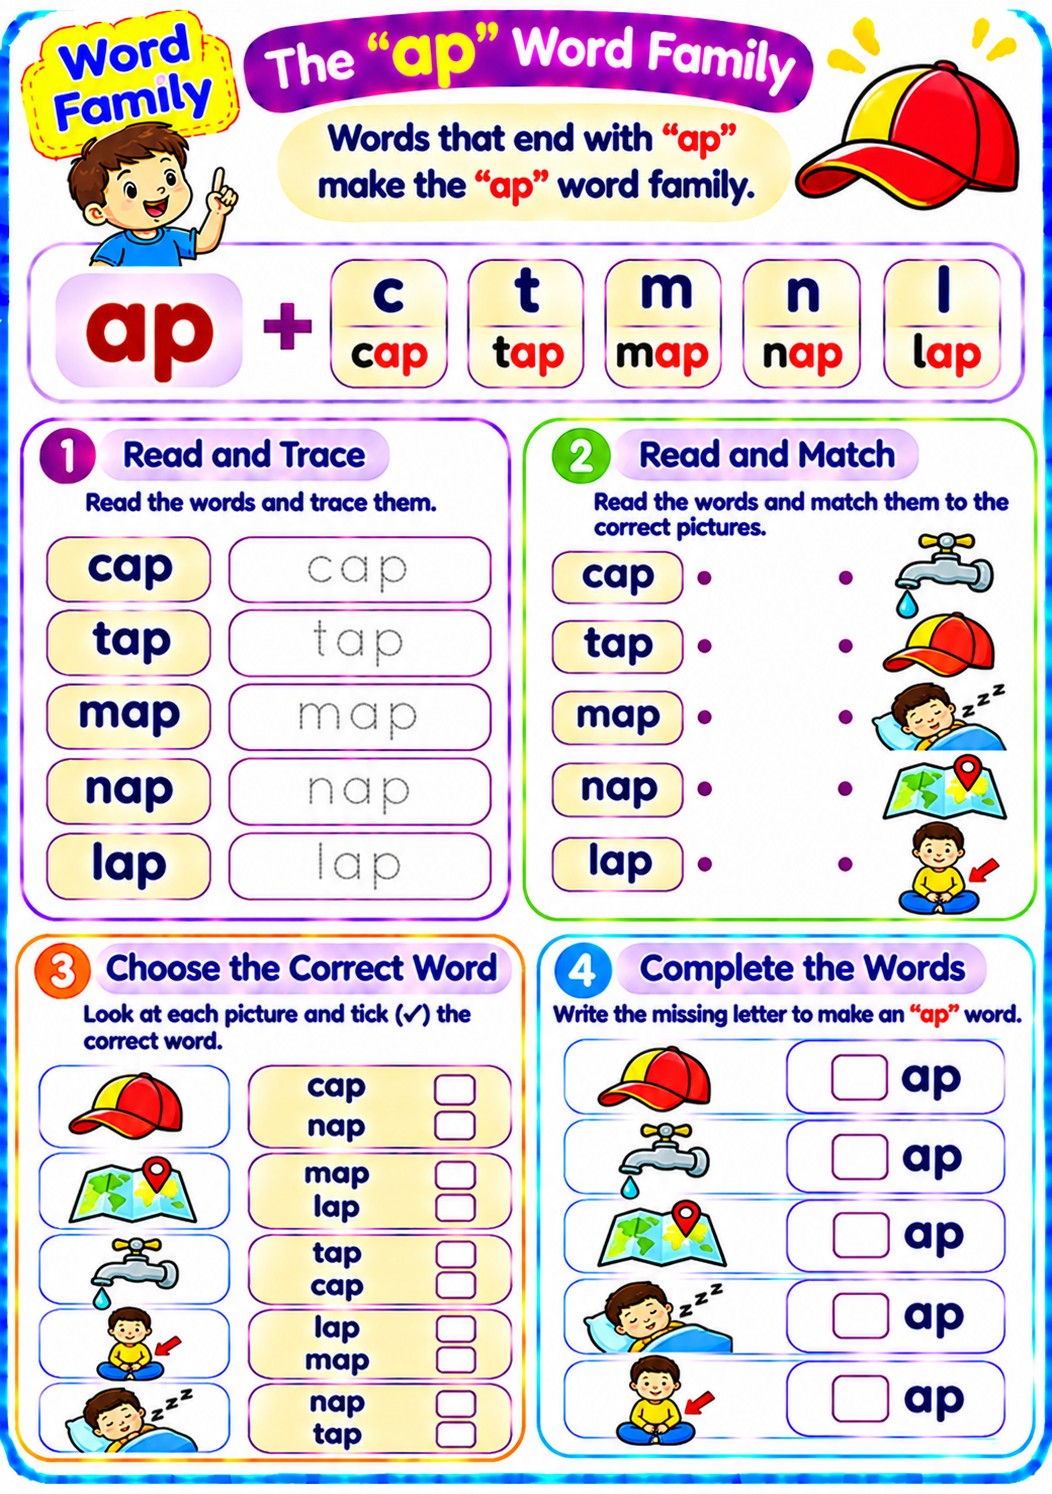 Word
Family
The “ap” Word Family
Words that end with “ap”
make the “ap” word family.
ap + c t m n l
cap tap map nap lap
1 Read and Trace
Read the words and trace them.
cap cap
tap tap
map map
nap nap
lap lap
2 Read and Match
Read the words and match them to the
correct pictures.
cap
tap
map
z z z
nap
lap
3 Choose the Correct Word
Look at each picture and tick (✓) the
correct word.
cap
nap
map
lap
tap
cap
lap
map
z z z
nap
tap
4 Complete the Words
Write the missing letter to make an “ap” word.
ap
ap
ap
z z z
ap
ap